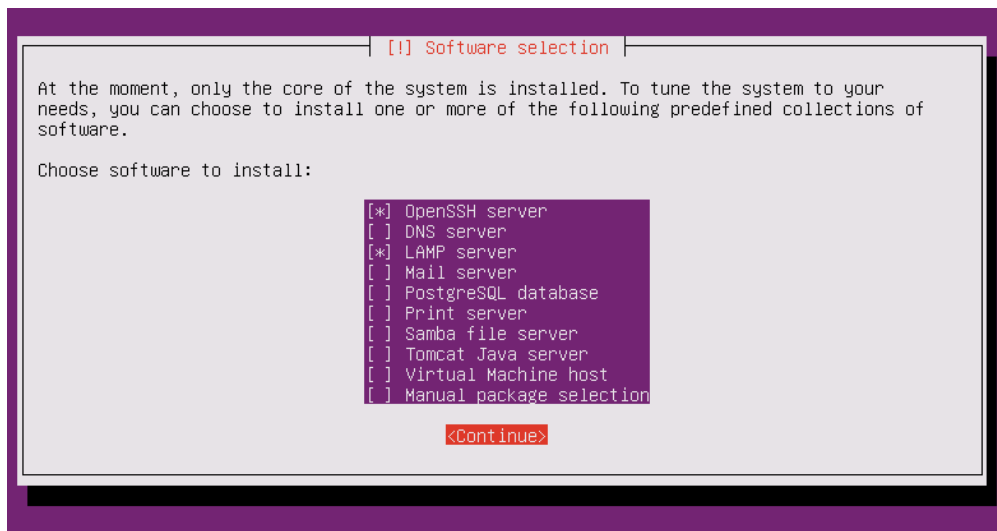 [!] Software selection
At the moment, only the core of the system is installed. To tune the system to your
needs, you can choose to install one or more of the following predefined collections of
software.
Choose software to install:
[*] OpenSSH server
[ ] DNS server
[*] LAMP server
[ ] Mail server
[ ] PostgreSQL database
[ ] Print server
[ ] Samba file server
[ ] Tomcat Java server
[ ] Virtual Machine host
[ ] Manual package selection
<Continue>